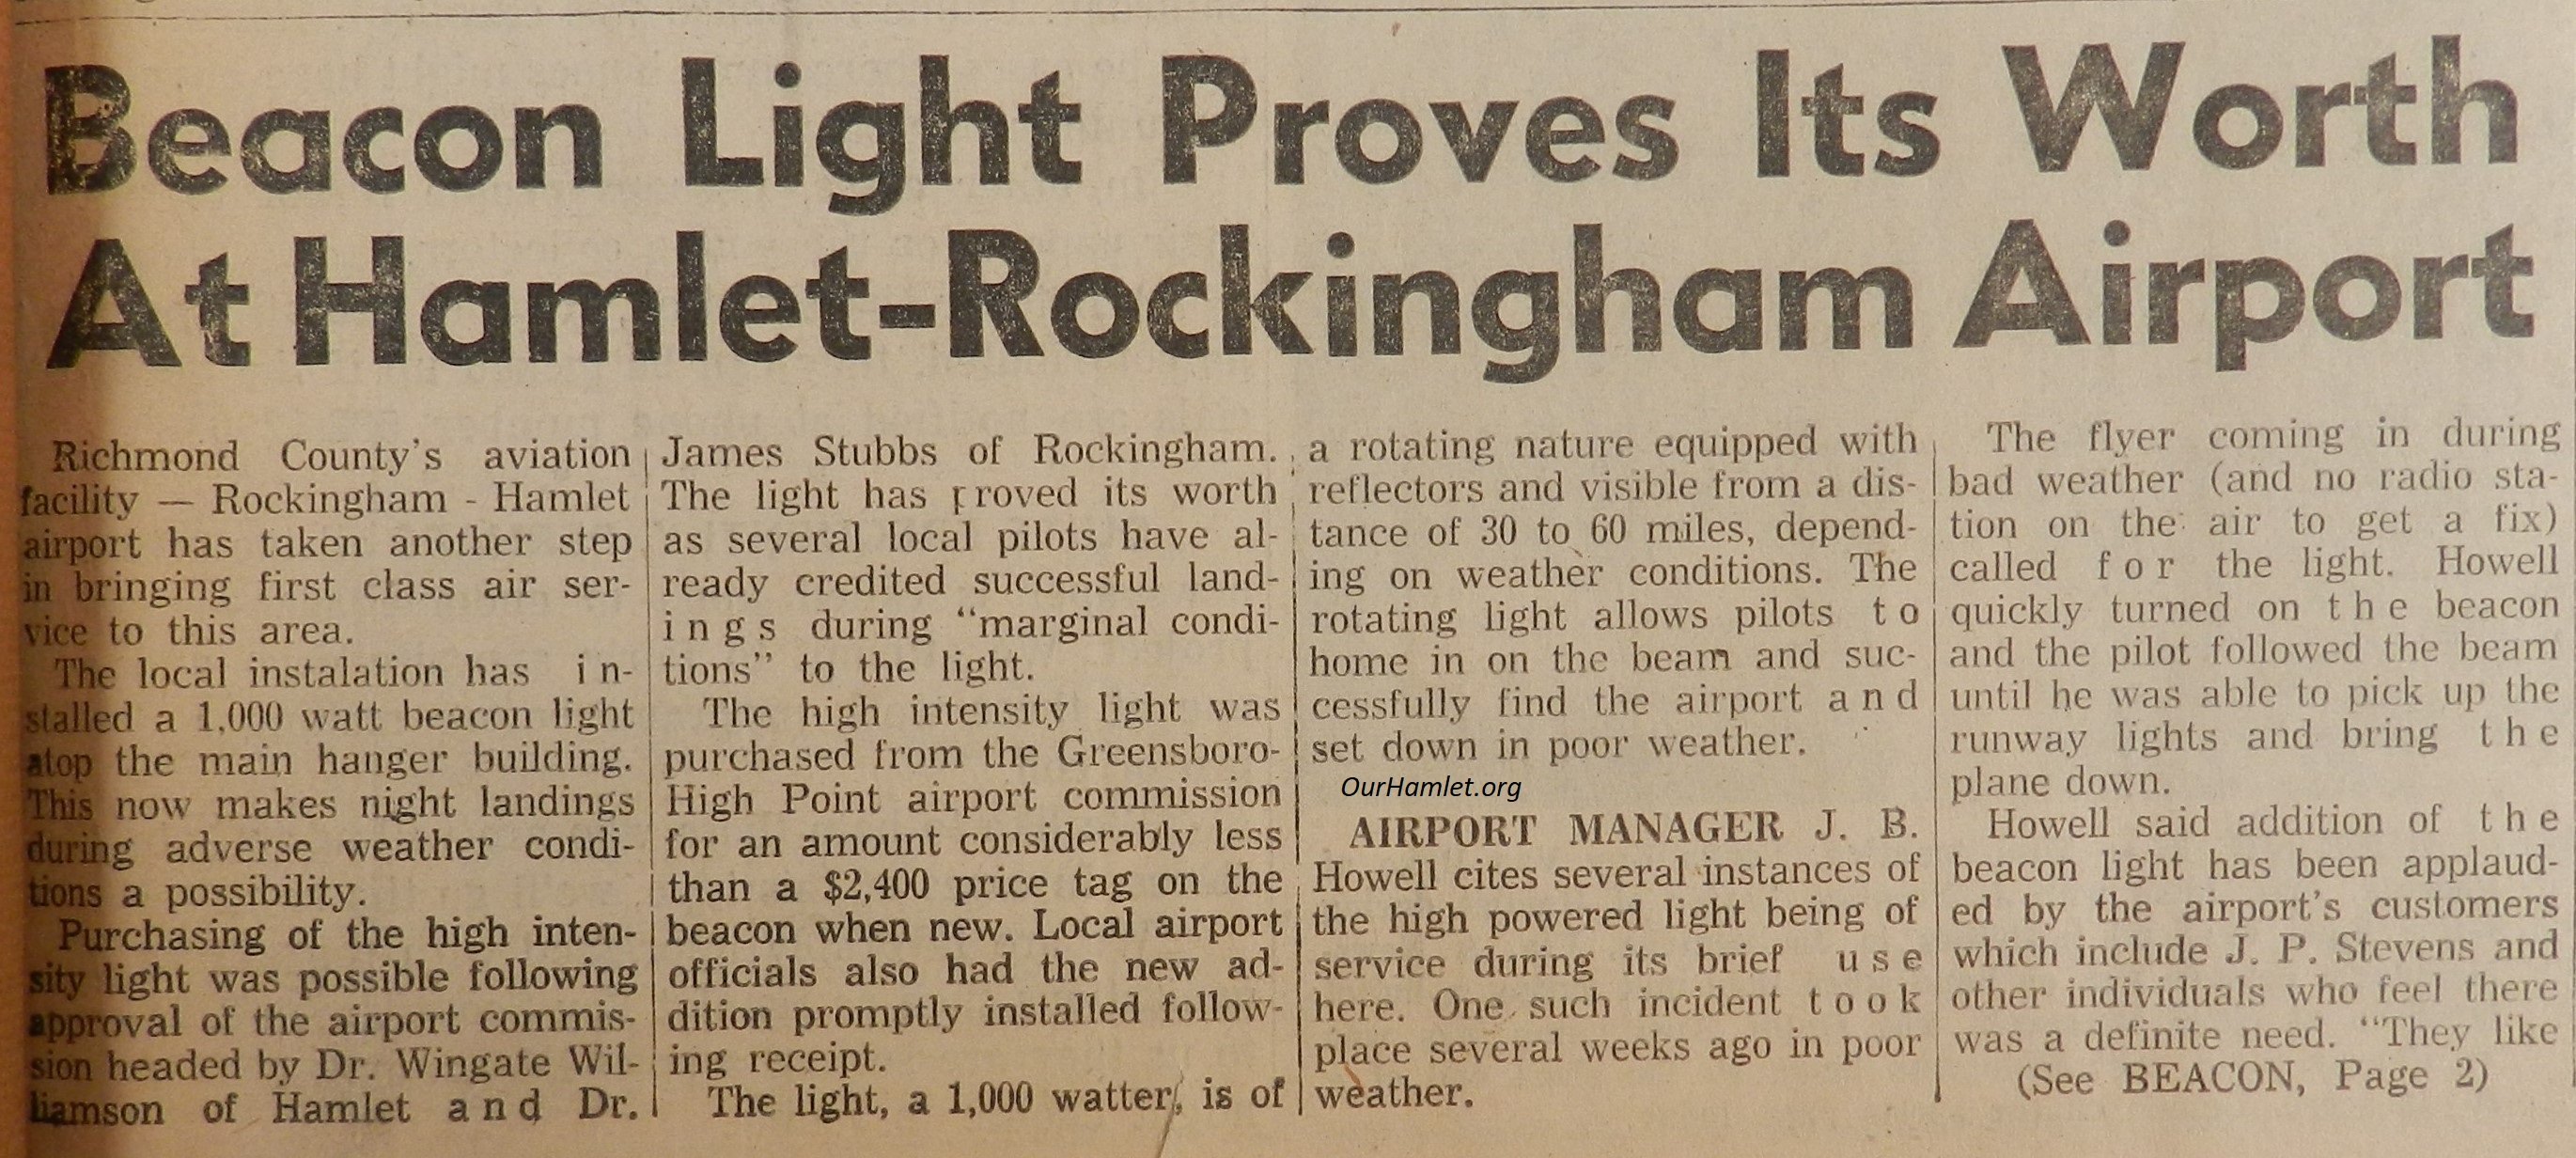 Beacon Light Proves Its Worth
At Hamlet-Rockingham Airport
Richmond County's aviation
facility — Rockingham - Hamlet
airport has taken another step
in bringing first class air ser-
vice to this area.
The local instalation has in-
stalled a 1,000 watt beacon light
atop the main hanger building.
This now makes night landings
during adverse weather condi-
tions a possibility.
Purchasing of the high inten-
sity light was possible following
approval of the airport commis-
sion headed by Dr. Wingate Wil-
liamson of Hamlet and Dr.
James Stubbs of Rockingham.
The light has proved its worth
as several local pilots have al-
ready credited successful land-
ings during "marginal condi-
tions" to the light.
The high intensity light was
purchased from the Greensboro-
High Point airport commission
for an amount considerably less
than a $2,400 price tag on the
beacon when new. Local airport
officials also had the new ad-
dition promptly installed follow-
ing receipt.
The light, a 1,000 watter, is of
a rotating nature equipped with
reflectors and visible from a dis-
tance of 30 to 60 miles, depend-
ing on weather conditions. The
rotating light allows pilots to
home in on the beam and suc-
cessfully find the airport and
set down in poor weather.
OurHamlet.org
AIRPORT MANAGER J. B.
Howell cites several instances of
the high powered light being of
service during its brief use
here. One such incident took
place several weeks ago in poor
weather.
The flyer coming in during
bad weather (and no radio sta-
tion on the air to get a fix)
called for the light. Howell
quickly turned on the beacon
and the pilot followed the beam
until he was able to pick up the
runway lights and bring the
plane down.
Howell said addition of the
beacon light has been applaud-
ed by the airport's customers
which include J. P. Stevens and
other individuals who feel there
was a definite need. "They like
(See BEACON, Page 2)